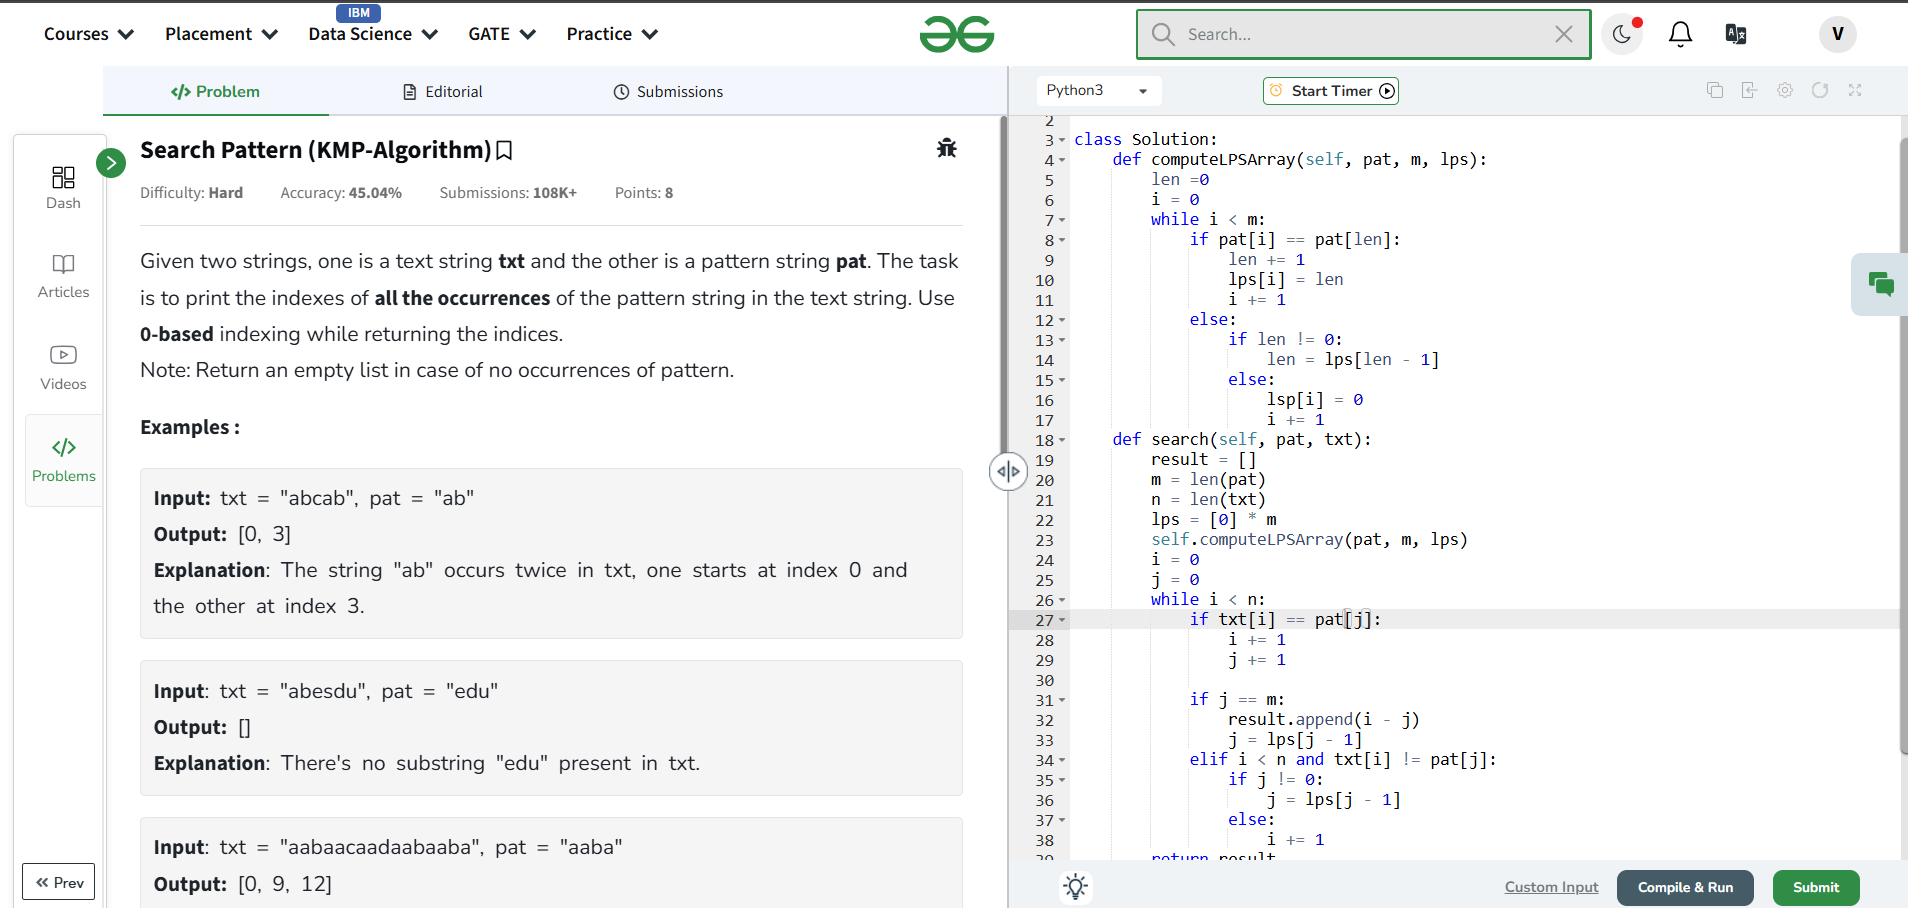 Courses Placement IBM Data Science GATE Practice Search... V
</> Problem Editorial Submissions
Python3 Start Timer
Dash
Articles
Videos
</> Problems
Prev
Search Pattern (KMP-Algorithm)
Difficulty: Hard Accuracy: 45.04% Submissions: 108K+ Points: 8
Given two strings, one is a text string txt and the other is a pattern string pat. The task
is to print the indexes of all the occurrences of the pattern string in the text string. Use
0-based indexing while returning the indices.
Note: Return an empty list in case of no occurrences of pattern.
Examples :
Input: txt = "abcab", pat = "ab"
Output: [0, 3]
Explanation: The string "ab" occurs twice in txt, one starts at index 0 and
the other at index 3.
Input: txt = "abesdu", pat = "edu"
Output: []
Explanation: There's no substring "edu" present in txt.
Input: txt = "aabaacaadaabaaba", pat = "aaba"
Output: [0, 9, 12]
2
3 class Solution:
4     def computeLPSArray(self, pat, m, lps):
5         len =0
6         i = 0
7         while i < m:
8             if pat[i] == pat[len]:
9                 len += 1
10                 lps[i] = len
11                 i += 1
12             else:
13                 if len != 0:
14                     len = lps[len - 1]
15                 else:
16                     lsp[i] = 0
17                     i += 1
18     def search(self, pat, txt):
19         result = []
20         m = len(pat)
21         n = len(txt)
22         lps = [0] * m
23         self.computeLPSArray(pat, m, lps)
24         i = 0
25         j = 0
26         while i < n:
27             if txt[i] == pat[j]:
28                 i += 1
29                 j += 1
30
31             if j == m:
32                 result.append(i - j)
33                 j = lps[j - 1]
34             elif i < n and txt[i] != pat[j]:
35                 if j != 0:
36                     j = lps[j - 1]
37                 else:
38                     i += 1
39         return result
Custom Input Compile & Run Submit